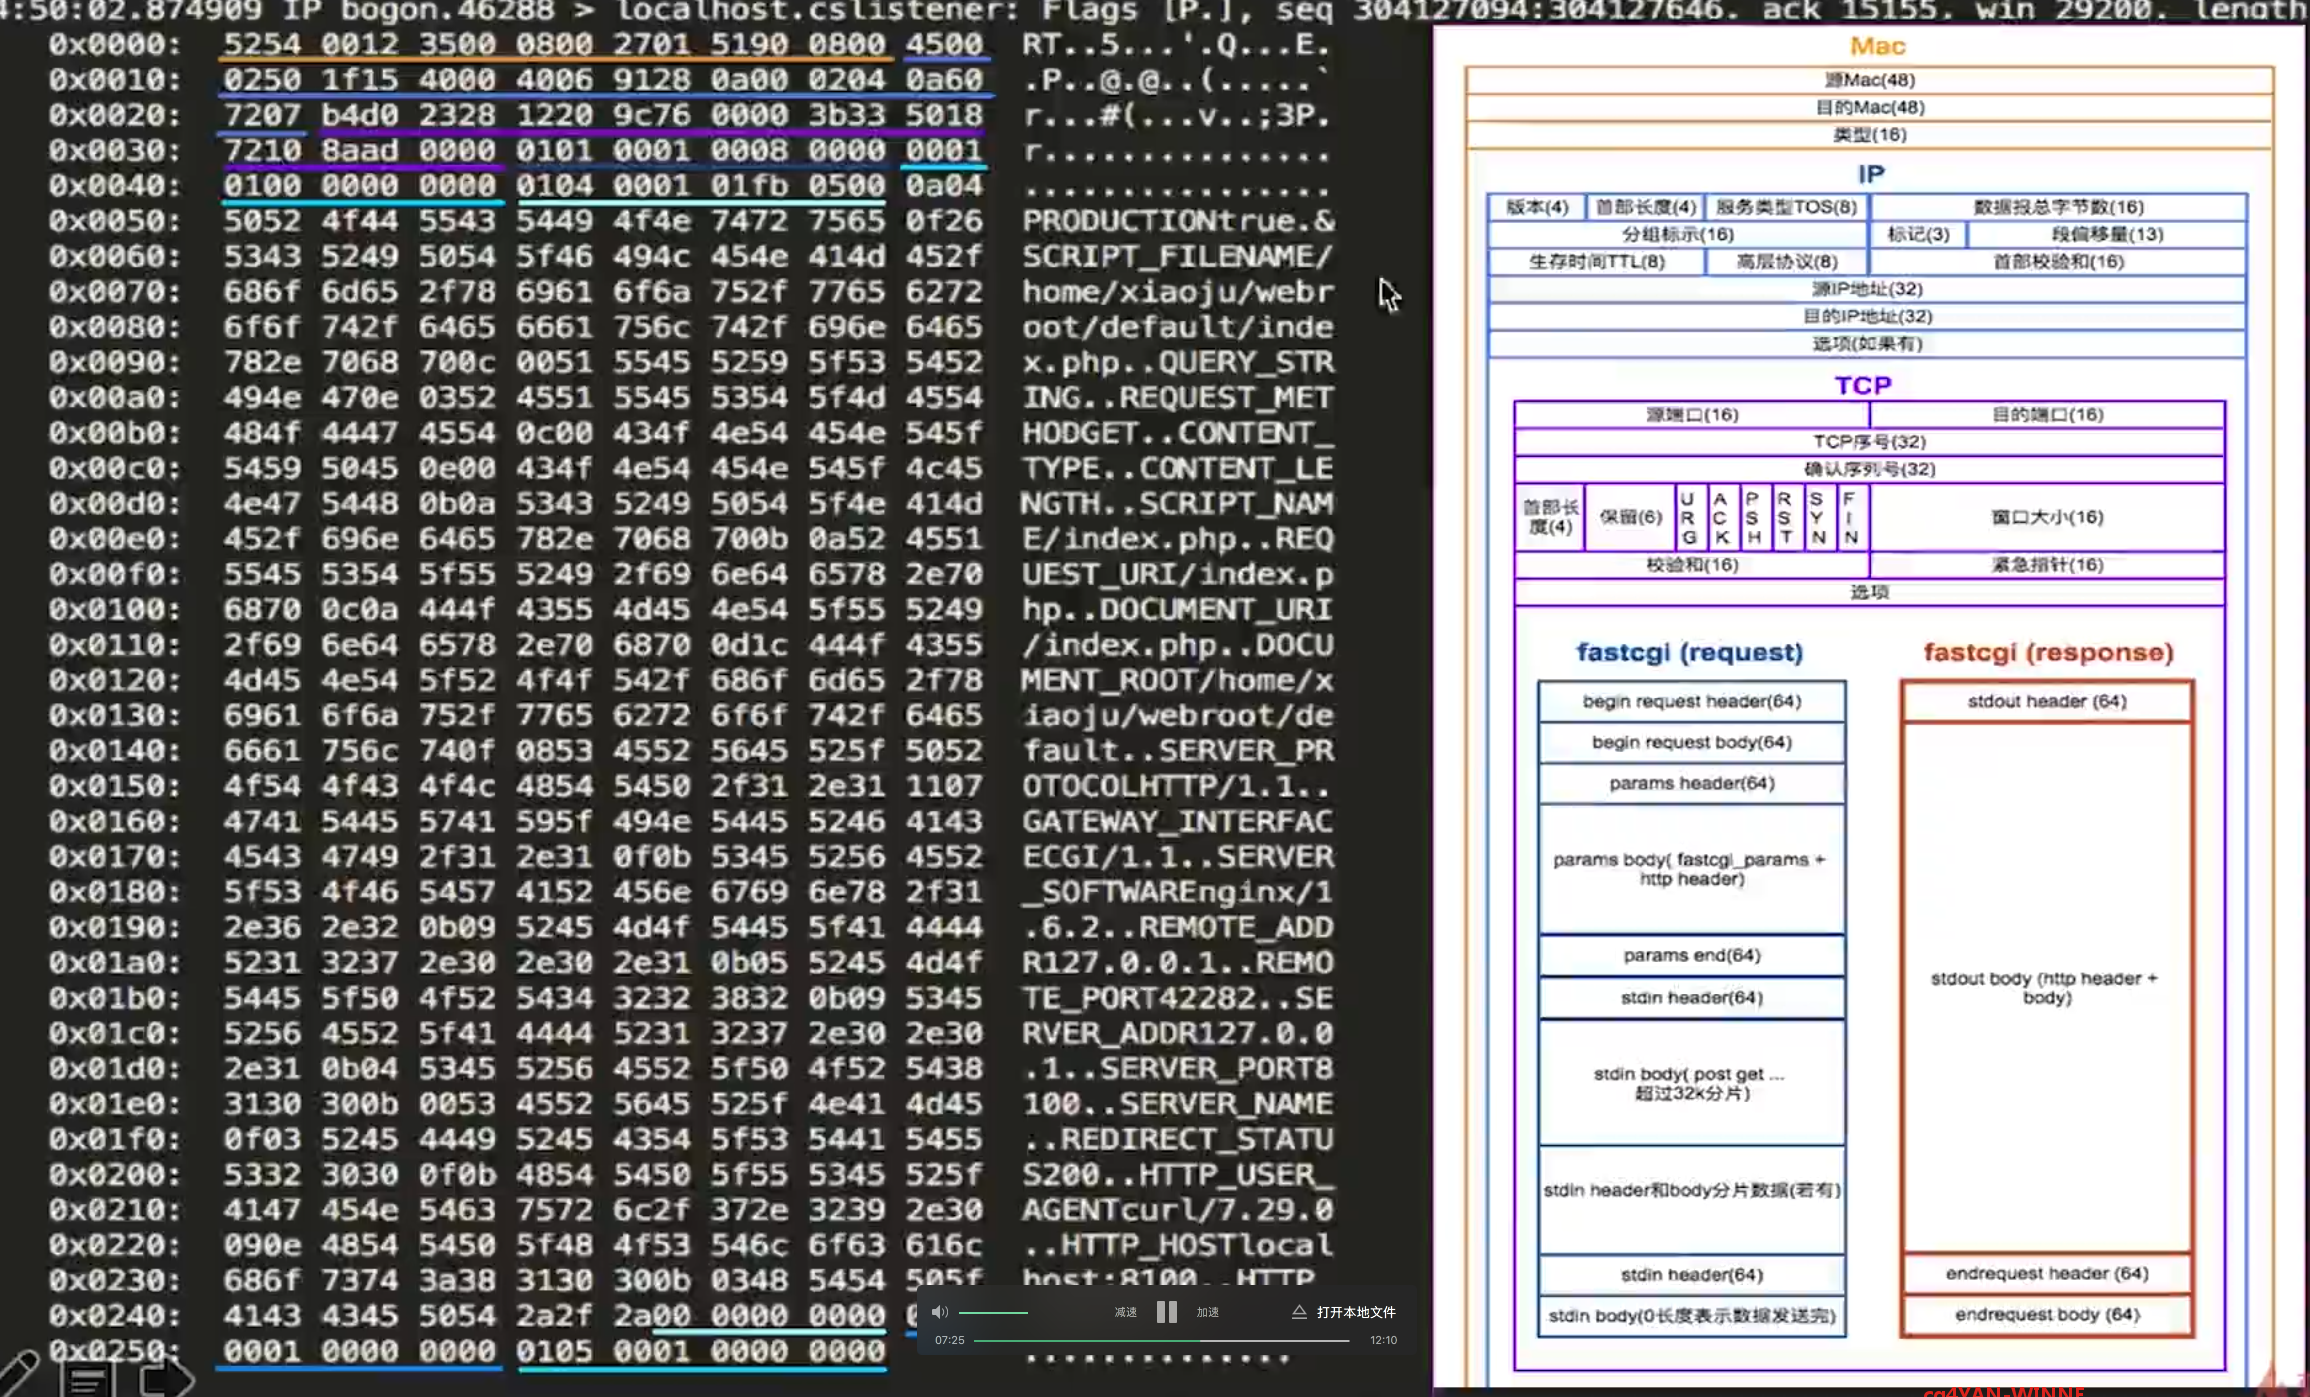 4:50:02.874909 IP bogon.46288 > localhost.cslistener: Flags [P.], seq 304127094:304127646, ack 15155, win 29200, length
0x0000: 5254 0012 3500 0800 2701 5190 0800 4500 RT..5...'.Q...E.
0x0010: 0250 1f15 4000 4006 9128 0a00 0204 0a60 .P..@.@..(.....`
0x0020: 7207 b4d0 2328 1220 9c76 0000 3b33 5018 r...#(...v..;3P.
0x0030: 7210 8aad 0000 0101 0001 0008 0000 0001 r...............
0x0040: 0100 0000 0000 0104 0001 01fb 0500 0a04 ................
0x0050: 5052 4f44 5543 5449 4f4e 7472 7565 0f26 PRODUCTIONtrue.&
0x0060: 5343 5249 5054 5f46 494c 454e 414d 452f SCRIPT_FILENAME/
0x0070: 686f 6d65 2f78 6961 6f6a 752f 7765 6272 home/xiaoju/webr
0x0080: 6f6f 742f 6465 6661 756c 742f 696e 6465 oot/default/inde
0x0090: 782e 7068 700c 0051 5545 5259 5f53 5452 x.php..QUERY_STR
0x00a0: 494e 470e 0352 4551 5545 5354 5f4d 4554 ING..REQUEST_MET
0x00b0: 484f 4447 4554 0c00 434f 4e54 454e 545f HODGET..CONTENT_
0x00c0: 5459 5045 0e00 434f 4e54 454e 545f 4c45 TYPE..CONTENT_LE
0x00d0: 4e47 5448 0b0a 5343 5249 5054 5f4e 414d NGTH..SCRIPT_NAM
0x00e0: 452f 696e 6465 782e 7068 700b 0a52 4551 E/index.php..REQ
0x00f0: 5545 5354 5f55 5249 2f69 6e64 6578 2e70 UEST_URI/index.p
0x0100: 6870 0c0a 444f 4355 4d45 4e54 5f55 5249 hp..DOCUMENT_URI
0x0110: 2f69 6e64 6578 2e70 6870 0d1c 444f 4355 /index.php..DOCU
0x0120: 4d45 4e54 5f52 4f4f 542f 686f 6d65 2f78 MENT_ROOT/home/x
0x0130: 6961 6f6a 752f 7765 6272 6f6f 742f 6465 iaoju/webroot/de
0x0140: 6661 756c 740f 0853 4552 5645 525f 5052 fault..SERVER_PR
0x0150: 4f54 4f43 4f4c 4854 5450 2f31 2e31 1107 OTOCOLHTTP/1.1..
0x0160: 4741 5445 5741 595f 494e 5445 5246 4143 GATEWAY_INTERFAC
0x0170: 4543 4749 2f31 2e31 0f0b 5345 5256 4552 ECGI/1.1..SERVER
0x0180: 5f53 4f46 5457 4152 456e 6769 6e78 2f31 _SOFTWAREnginx/1
0x0190: 2e36 2e32 0b09 5245 4d4f 5445 5f41 4444 .6.2..REMOTE_ADD
0x01a0: 5231 3237 2e30 2e30 2e31 0b05 5245 4d4f R127.0.0.1..REMO
0x01b0: 5445 5f50 4f52 5434 3232 3832 0b09 5345 TE_PORT42282..SE
0x01c0: 5256 4552 5f41 4444 5231 3237 2e30 2e30 RVER_ADDR127.0.0
0x01d0: 2e31 0b04 5345 5256 4552 5f50 4f52 5438 .1..SERVER_PORT8
0x01e0: 3130 300b 0053 4552 5645 525f 4e41 4d45 100..SERVER_NAME
0x01f0: 0f03 5245 4449 5245 4354 5f53 5441 5455 ..REDIRECT_STATU
0x0200: 5332 3030 0f0b 4854 5450 5f55 5345 525f S200..HTTP_USER_
0x0210: 4147 454e 5463 7572 6c2f 372e 3239 2e30 AGENTcurl/7.29.0
0x0220: 090e 4854 5450 5f48 4f53 546c 6f63 616c ..HTTP_HOSTlocal
0x0230: 686f 7374 3a38 3130 300b 0348 5454 505f host:8100..HTTP_
0x0240: 4143 4345 5054 2a2f 2a00 0000 0000
0x0250: 0001 0000 0000 0105 0001 0000 0000 ..............
减速 加速 打开本地文件
07:25 12:10
Mac
源Mac(48)
目的Mac(48)
类型(16)
IP
版本(4) 首部长度(4) 服务类型TOS(8) 数据报总字节数(16)
分组标示(16) 标记(3) 段偏移量(13)
生存时间TTL(8) 高层协议(8) 首部校验和(16)
源IP地址(32)
目的IP地址(32)
选项(如果有)
TCP
源端口(16) 目的端口(16)
TCP序号(32)
确认序列号(32)
首部长度(4) 保留(6) URG ACK PSH RST SYN FIN 窗口大小(16)
校验和(16) 紧急指针(16)
选项
fastcgi (request)
begin request header(64)
begin request body(64)
params header(64)
params body( fastcgi_params +
http header)
params end(64)
stdin header(64)
stdin body( post get ...
超过32k分片)
stdin header和body分片数据(若有)
stdin header(64)
stdin body(0长度表示数据发送完)
fastcgi (response)
stdout header (64)
stdout body (http header +
body)
endrequest header (64)
endrequest body (64)